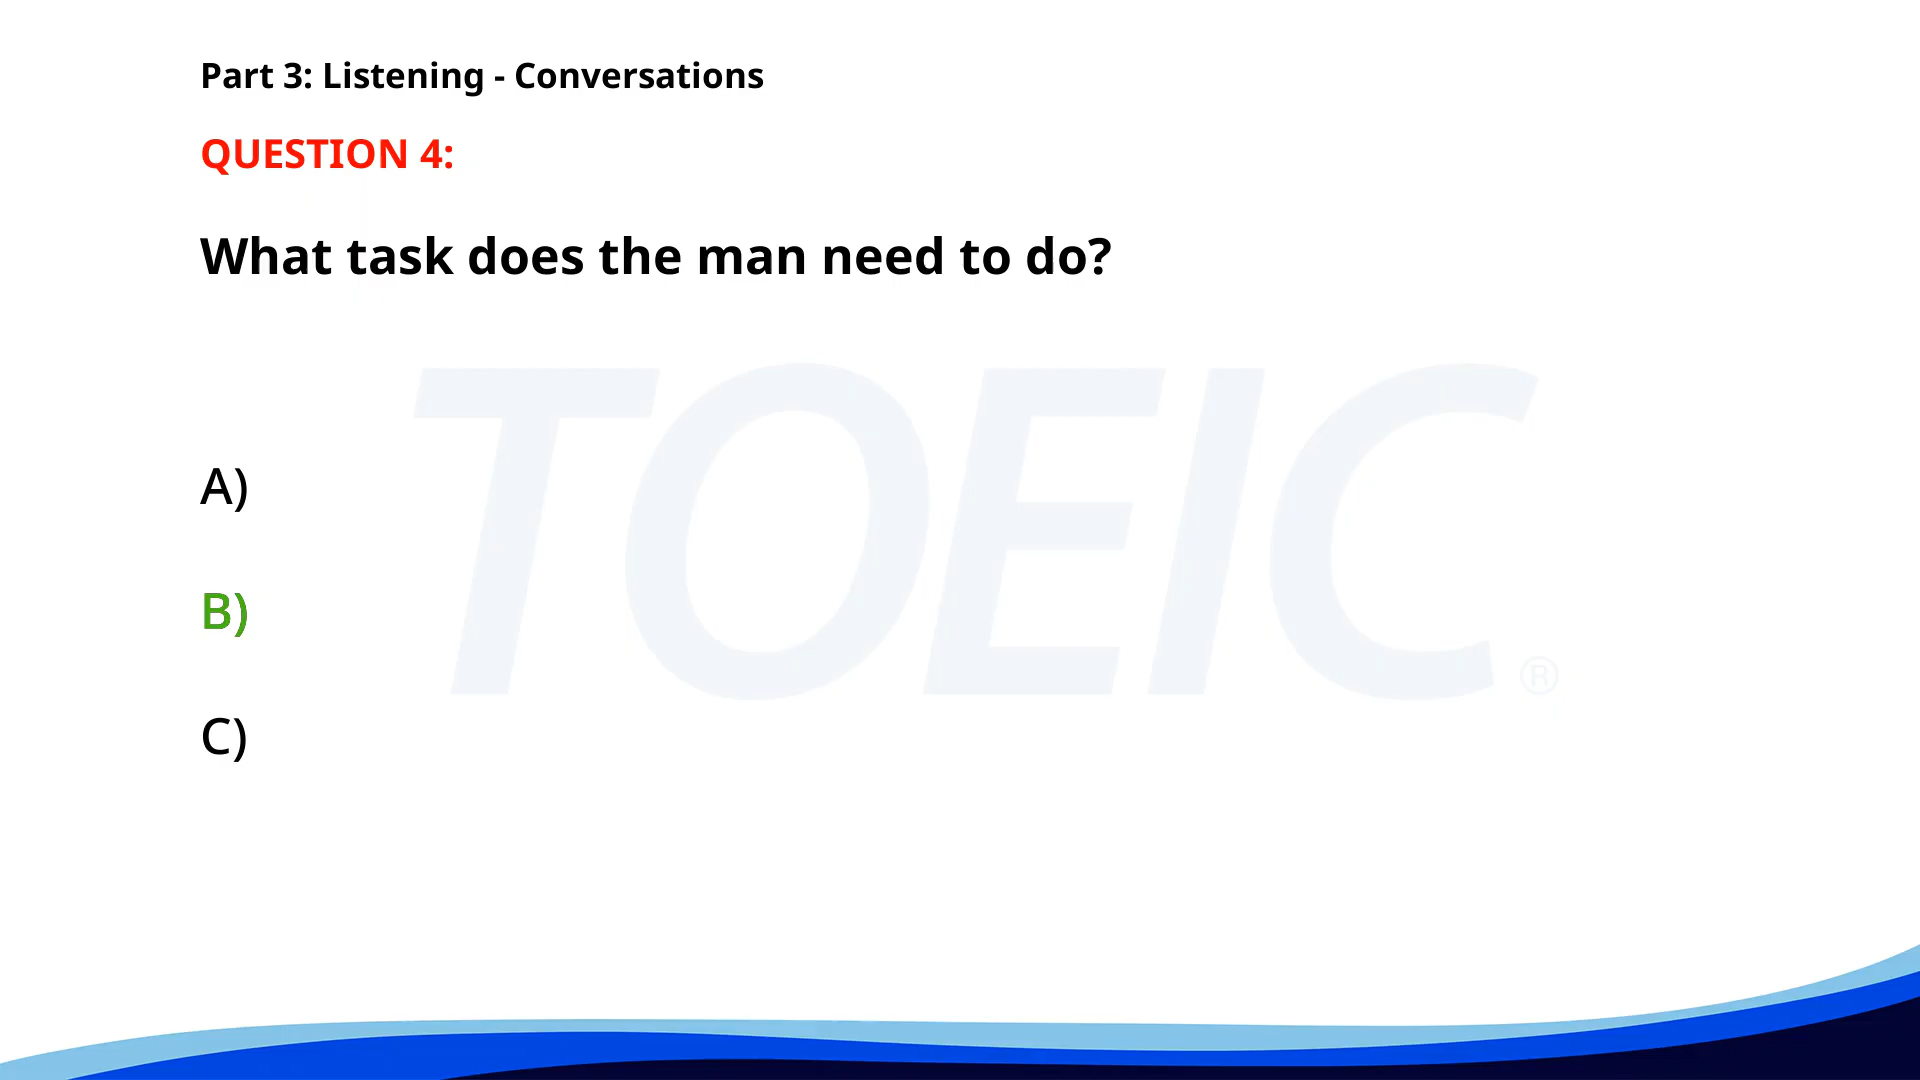 Part 3: Listening - Conversations
QUESTION 4:
What task does the man need to do?
TOEIC®
A)
B)
C)